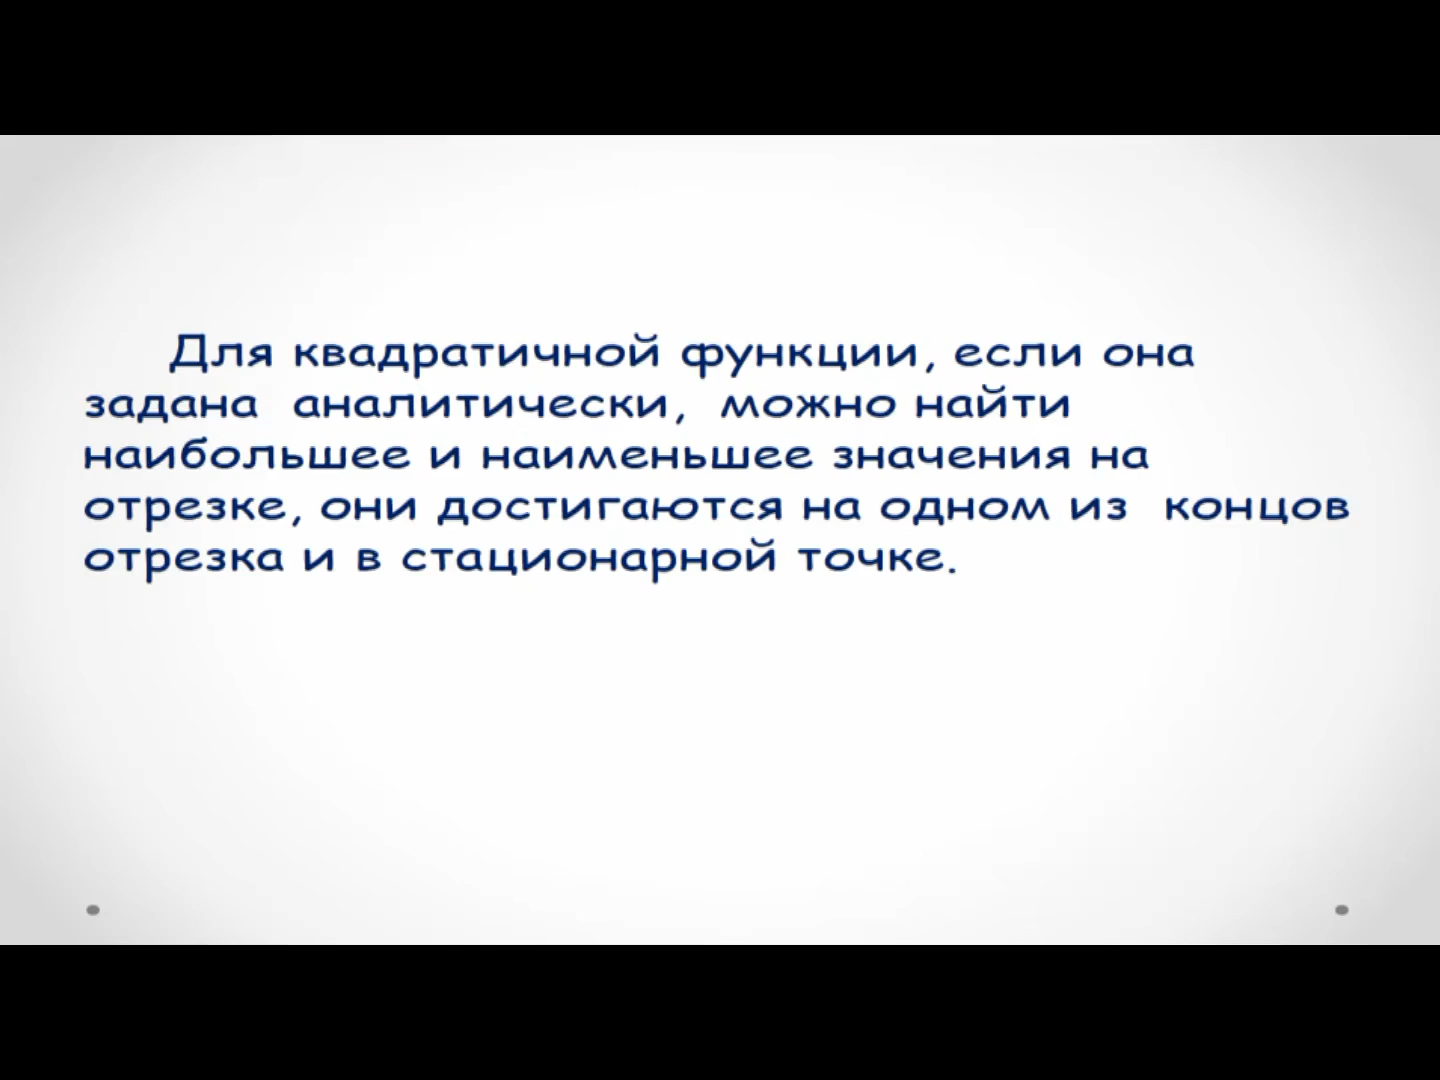 Для квадратичной функции, если она
задана аналитически, можно найти
наибольшее и наименьшее значения на
отрезке, они достигаются на одном из концов
отрезка и в стационарной точке.